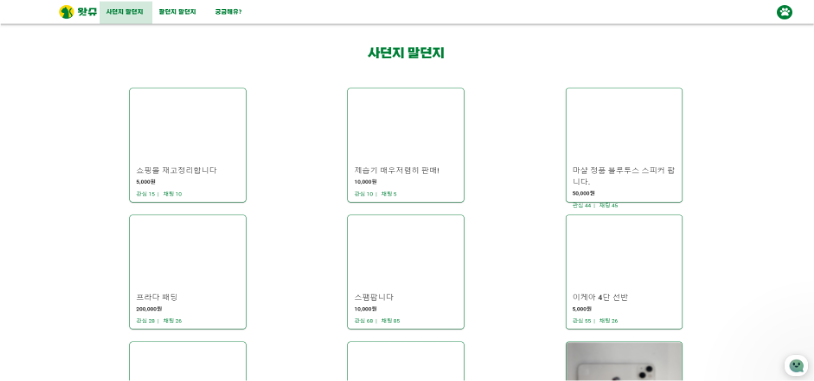 맛유
사던지 말던지
팔던지 말던지
궁금해유?
사던지 말던지
쇼핑몰 재고정리합니다
5,000원
관심 15 | 채팅 10
제습기 매우저렴히 판매!
10,000원
관심 10 | 채팅 5
마샬 정품 블루투스 스피커 팝
니다.
50,000원
관심 44 | 채팅 45
프라다 패딩
200,000원
관심 29 | 채팅 26
스팸팝니다
10,000원
관심 69 | 채팅 85
이케아 4단 선반
5,000원
관심 55 | 채팅 26